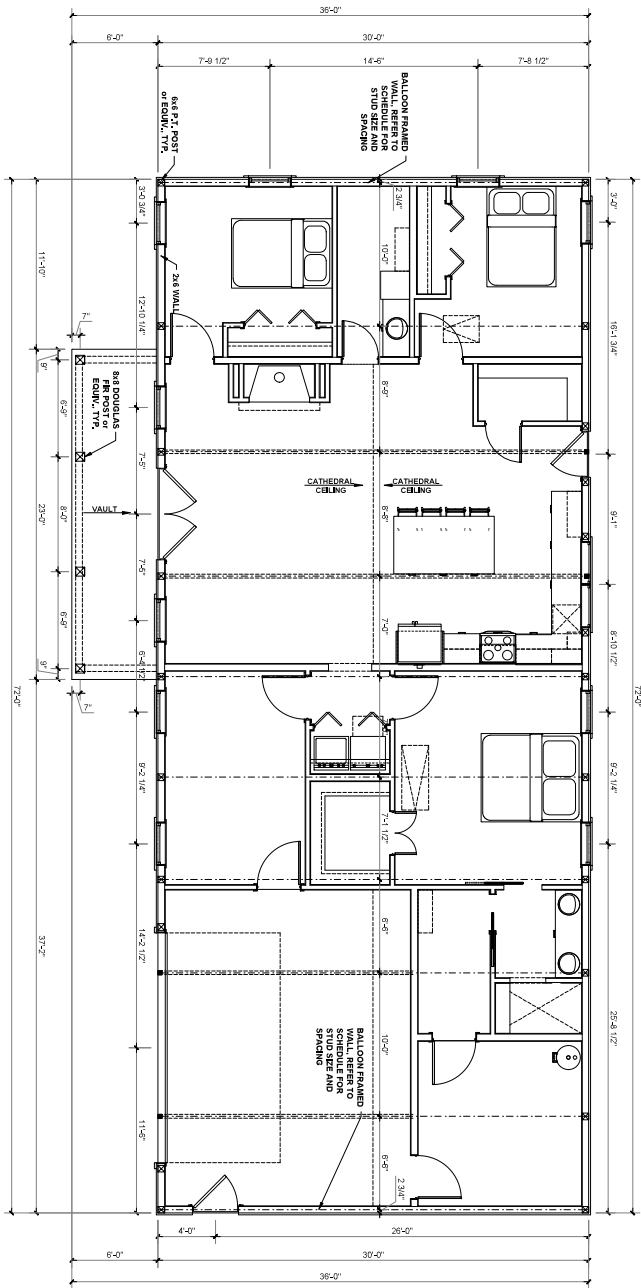 36'-0"
6'-0"
30'-0"
7'-9 1/2"
14'-6"
7'-8 1/2"
6x6 P.T. POST
or EQUIV., TYP.
BALLOON FRAMED
WALL, REFER TO
SCHEDULE FOR
STUD SIZE AND
SPACING
3'-0 3/4"
2 3/4"
3'-0"
11'-10"
12'-10 1/4"
2x6 WALL
10'-0"
16'-1 3/4"
7"
9"
6'-9"
8x8 DOUGLAS
FIR POST or
EQUIV., TYP.
8'-9"
7'-5"
CATHEDRAL
CEILING
CATHEDRAL
CEILING
23'-0"
8'-0"
VAULT
8'-8"
9'-1"
7'-5"
6'-9"
7'-0"
8'-10 1/2"
9"
6'-8 1/2"
7"
72'-0"
72'-0"
9'-2 1/4"
7'-1 1/2"
9'-2 1/4"
37'-2"
14'-2 1/2"
6'-6"
25'-8 1/2"
10'-0"
BALLOON FRAMED
WALL, REFER TO
SCHEDULE FOR
STUD SIZE AND
SPACING
11'-6"
6'-6"
2 3/4"
4'-0"
26'-0"
6'-0"
30'-0"
36'-0"